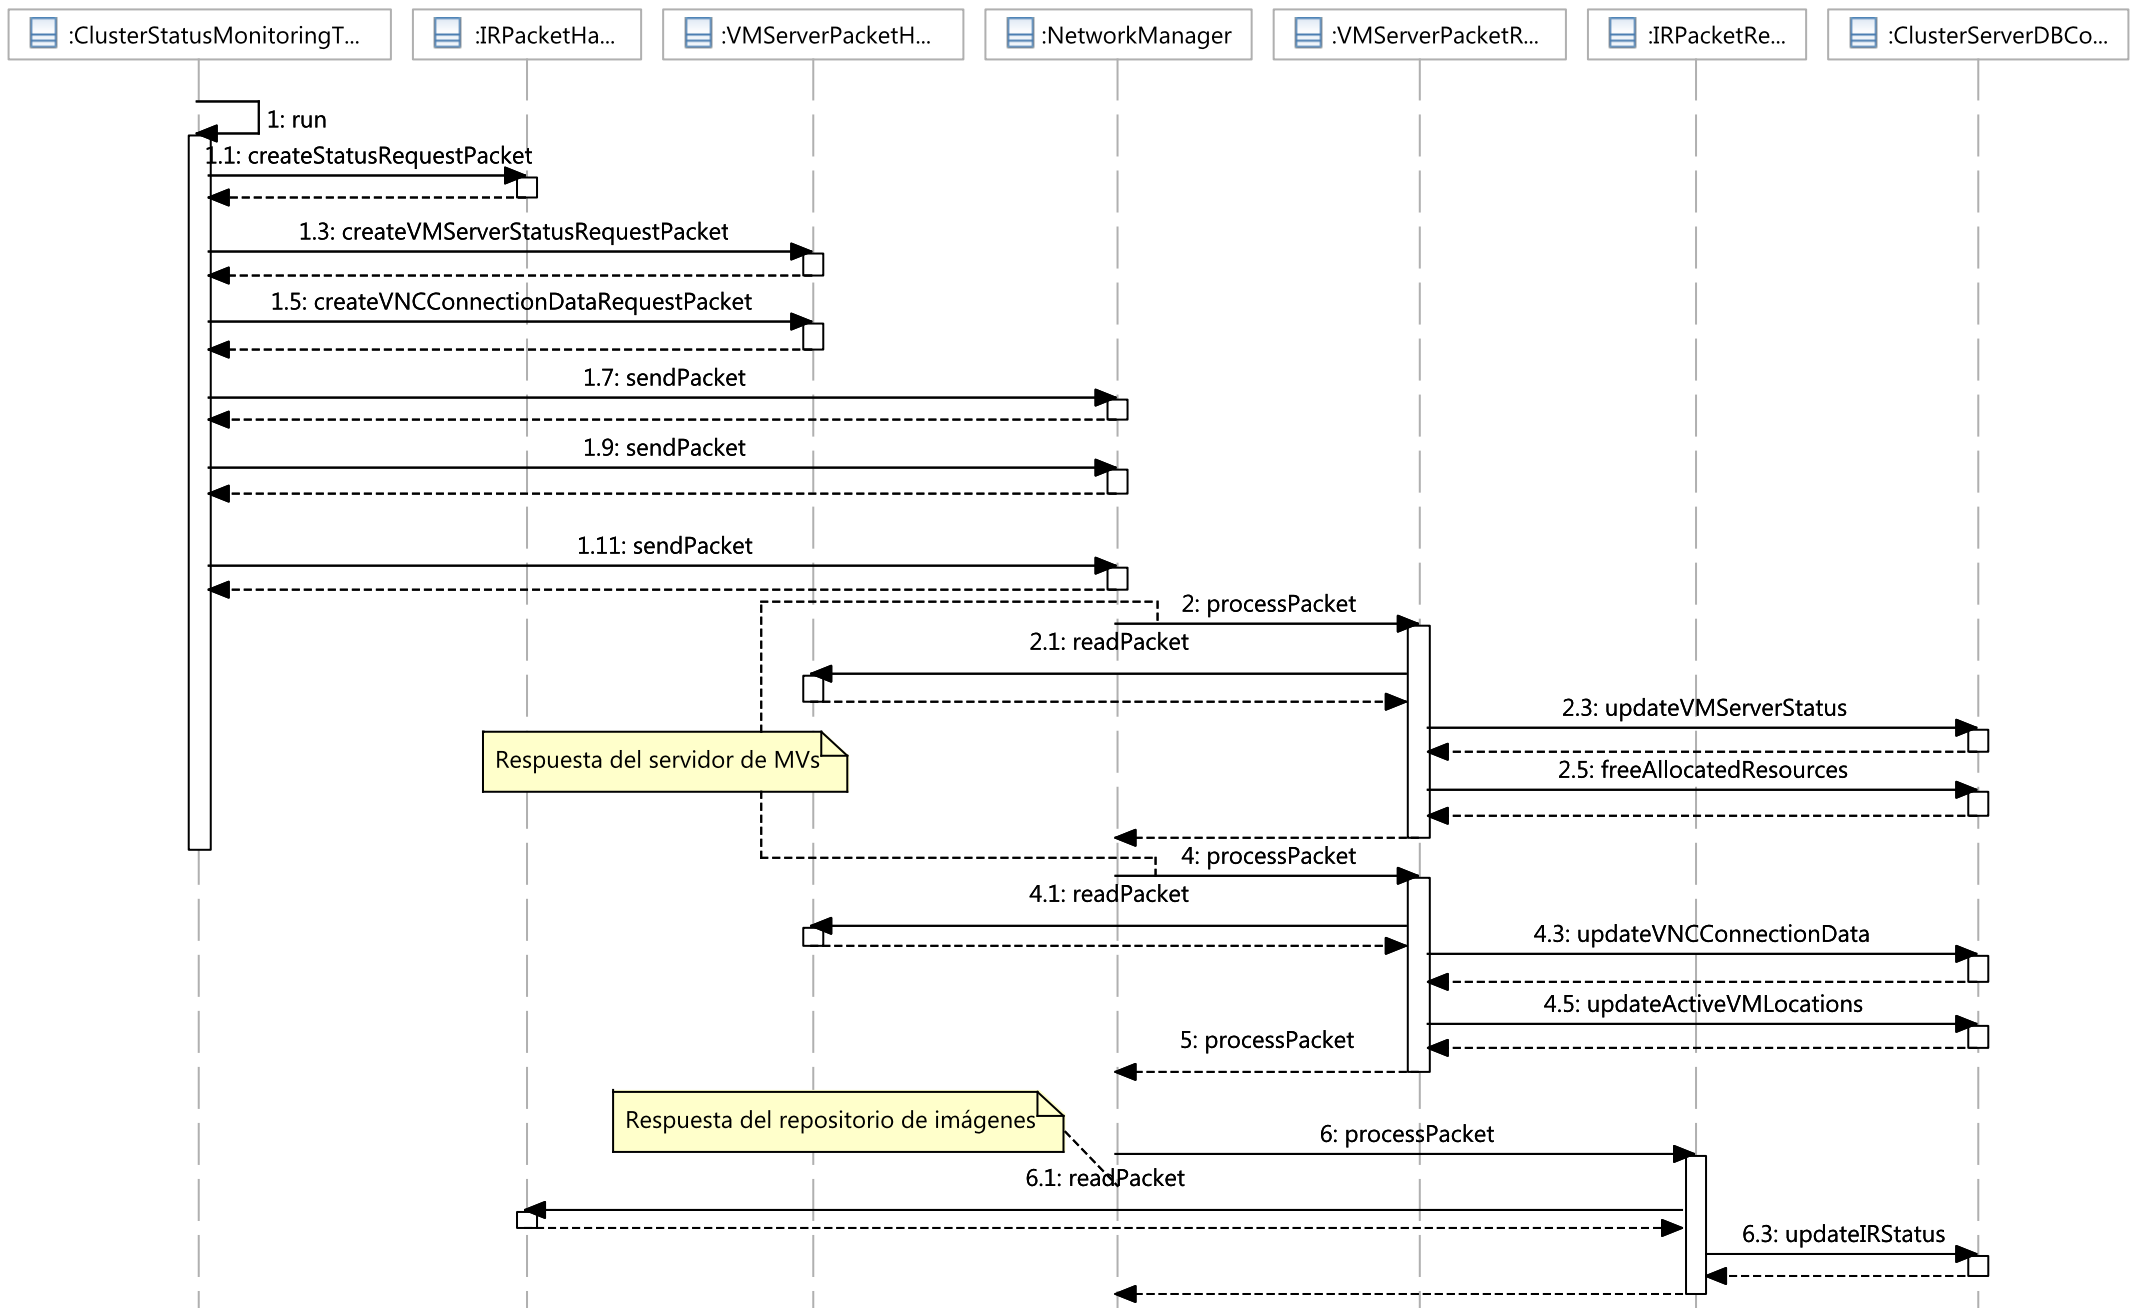 :ClusterStatusMonitoringT...
:IRPacketHa...
:VMServerPacketH...
:NetworkManager
:VMServerPacketR...
:IRPacketRe...
:ClusterServerDBCo...
1: run
1.1: createStatusRequestPacket
1.3: createVMServerStatusRequestPacket
1.5: createVNCConnectionDataRequestPacket
1.7: sendPacket
1.9: sendPacket
1.11: sendPacket
2: processPacket
2.1: readPacket
2.3: updateVMServerStatus
Respuesta del servidor de MVs
2.5: freeAllocatedResources
4: processPacket
4.1: readPacket
4.3: updateVNCConnectionData
4.5: updateActiveVMLocations
5: processPacket
Respuesta del repositorio de imágenes
6: processPacket
6.1: readPacket
6.3: updateIRStatus